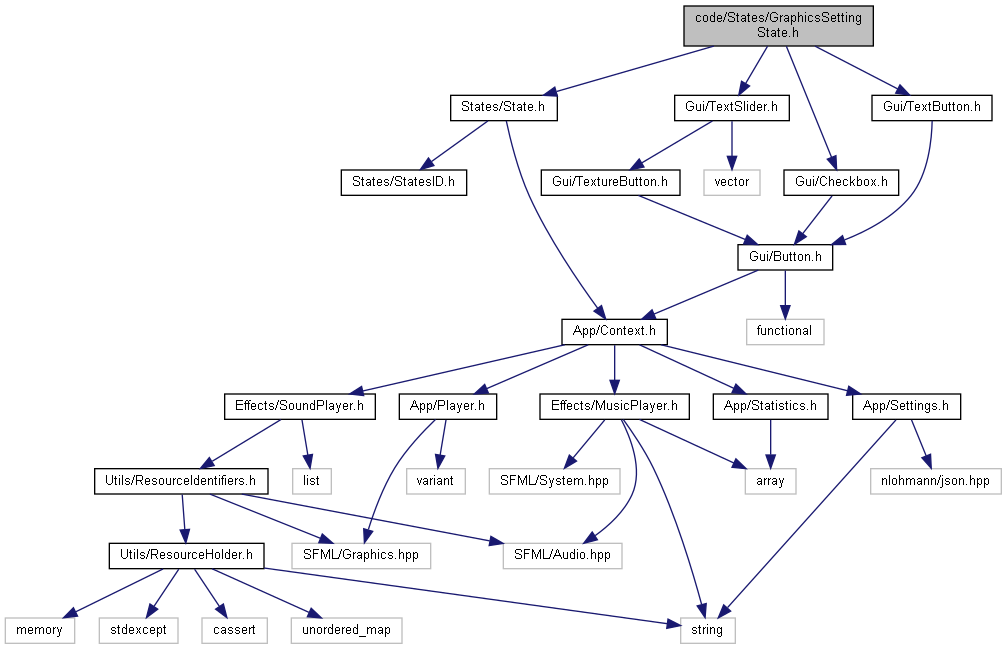 code/States/GraphicsSetting
State.h
States/State.h
Gui/TextSlider.h
Gui/TextButton.h
States/StatesID.h
Gui/TextureButton.h
vector
Gui/Checkbox.h
Gui/Button.h
App/Context.h
functional
Effects/SoundPlayer.h
App/Player.h
Effects/MusicPlayer.h
App/Statistics.h
App/Settings.h
Utils/ResourceIdentifiers.h
list
variant
SFML/System.hpp
array
nlohmann/json.hpp
Utils/ResourceHolder.h
SFML/Graphics.hpp
SFML/Audio.hpp
memory
stdexcept
cassert
unordered_map
string